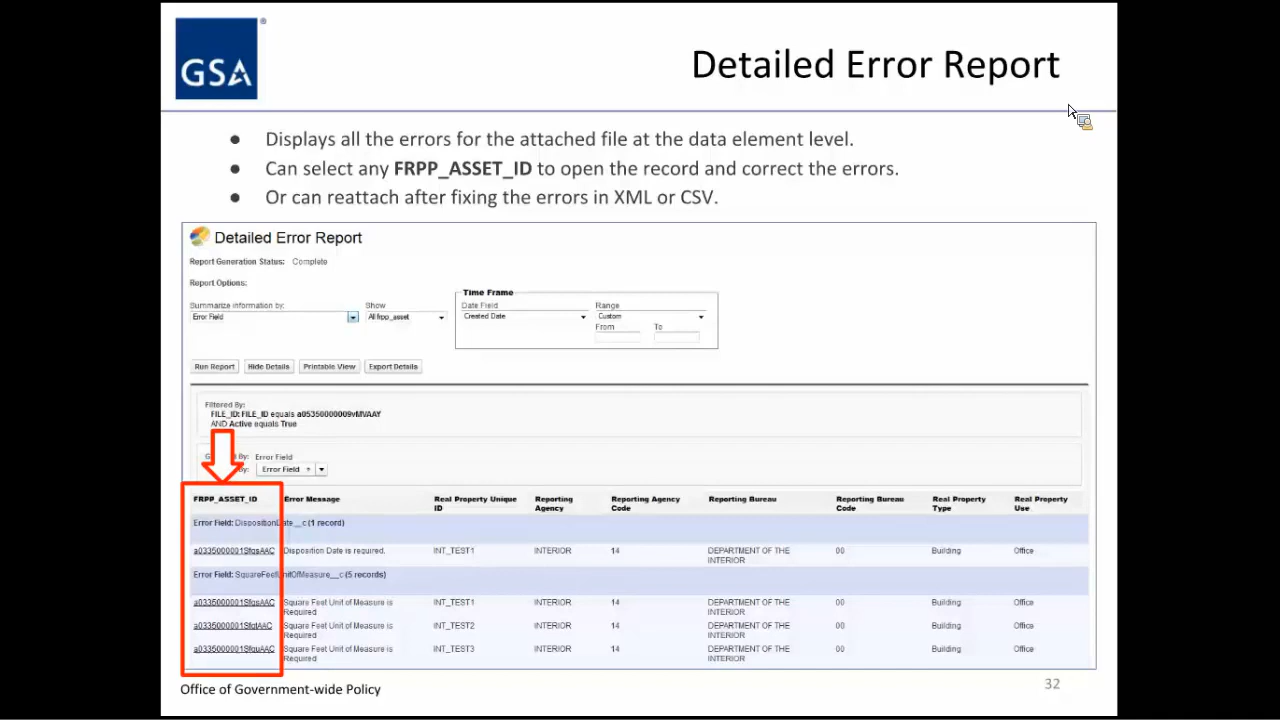 GSA
®
Detailed Error Report
● Displays all the errors for the attached file at the data element level.
● Can select any FRPP_ASSET_ID to open the record and correct the errors.
● Or can reattach after fixing the errors in XML or CSV.
Detailed Error Report
Report Generation Status: Complete
Report Options:
Summarize information by:
Error Field
Show
All frpp_asset
Time Frame
Date Field
Created Date
Range
Custom
From To
Run Report Hide Details Printable View Export Details
Filtered By:
FILE_ID: FILE_ID equals
AND Active equals True
By: Error Field
By: Error Field ↑
FRPP_ASSET_ID Error Message Real Property Unique ID Reporting Agency Reporting Agency Code Reporting Bureau Reporting Bureau Code Real Property Type Real Property Use
Error Field: DispositionDate__c (1 record)
Disposition Date is required. INT_TEST1 INTERIOR 14 DEPARTMENT OF THE INTERIOR 00 Building Office
Error Field: SquareFeetUnitOfMeasure__c (5 records)
Square Feet Unit of Measure is Required INT_TEST1 INTERIOR 14 DEPARTMENT OF THE INTERIOR 00 Building Office
Square Feet Unit of Measure is Required INT_TEST2 INTERIOR 14 DEPARTMENT OF THE INTERIOR 00 Building Office
Square Feet Unit of Measure is Required INT_TEST3 INTERIOR 14 DEPARTMENT OF THE INTERIOR 00 Building Office
Office of Government-wide Policy
32